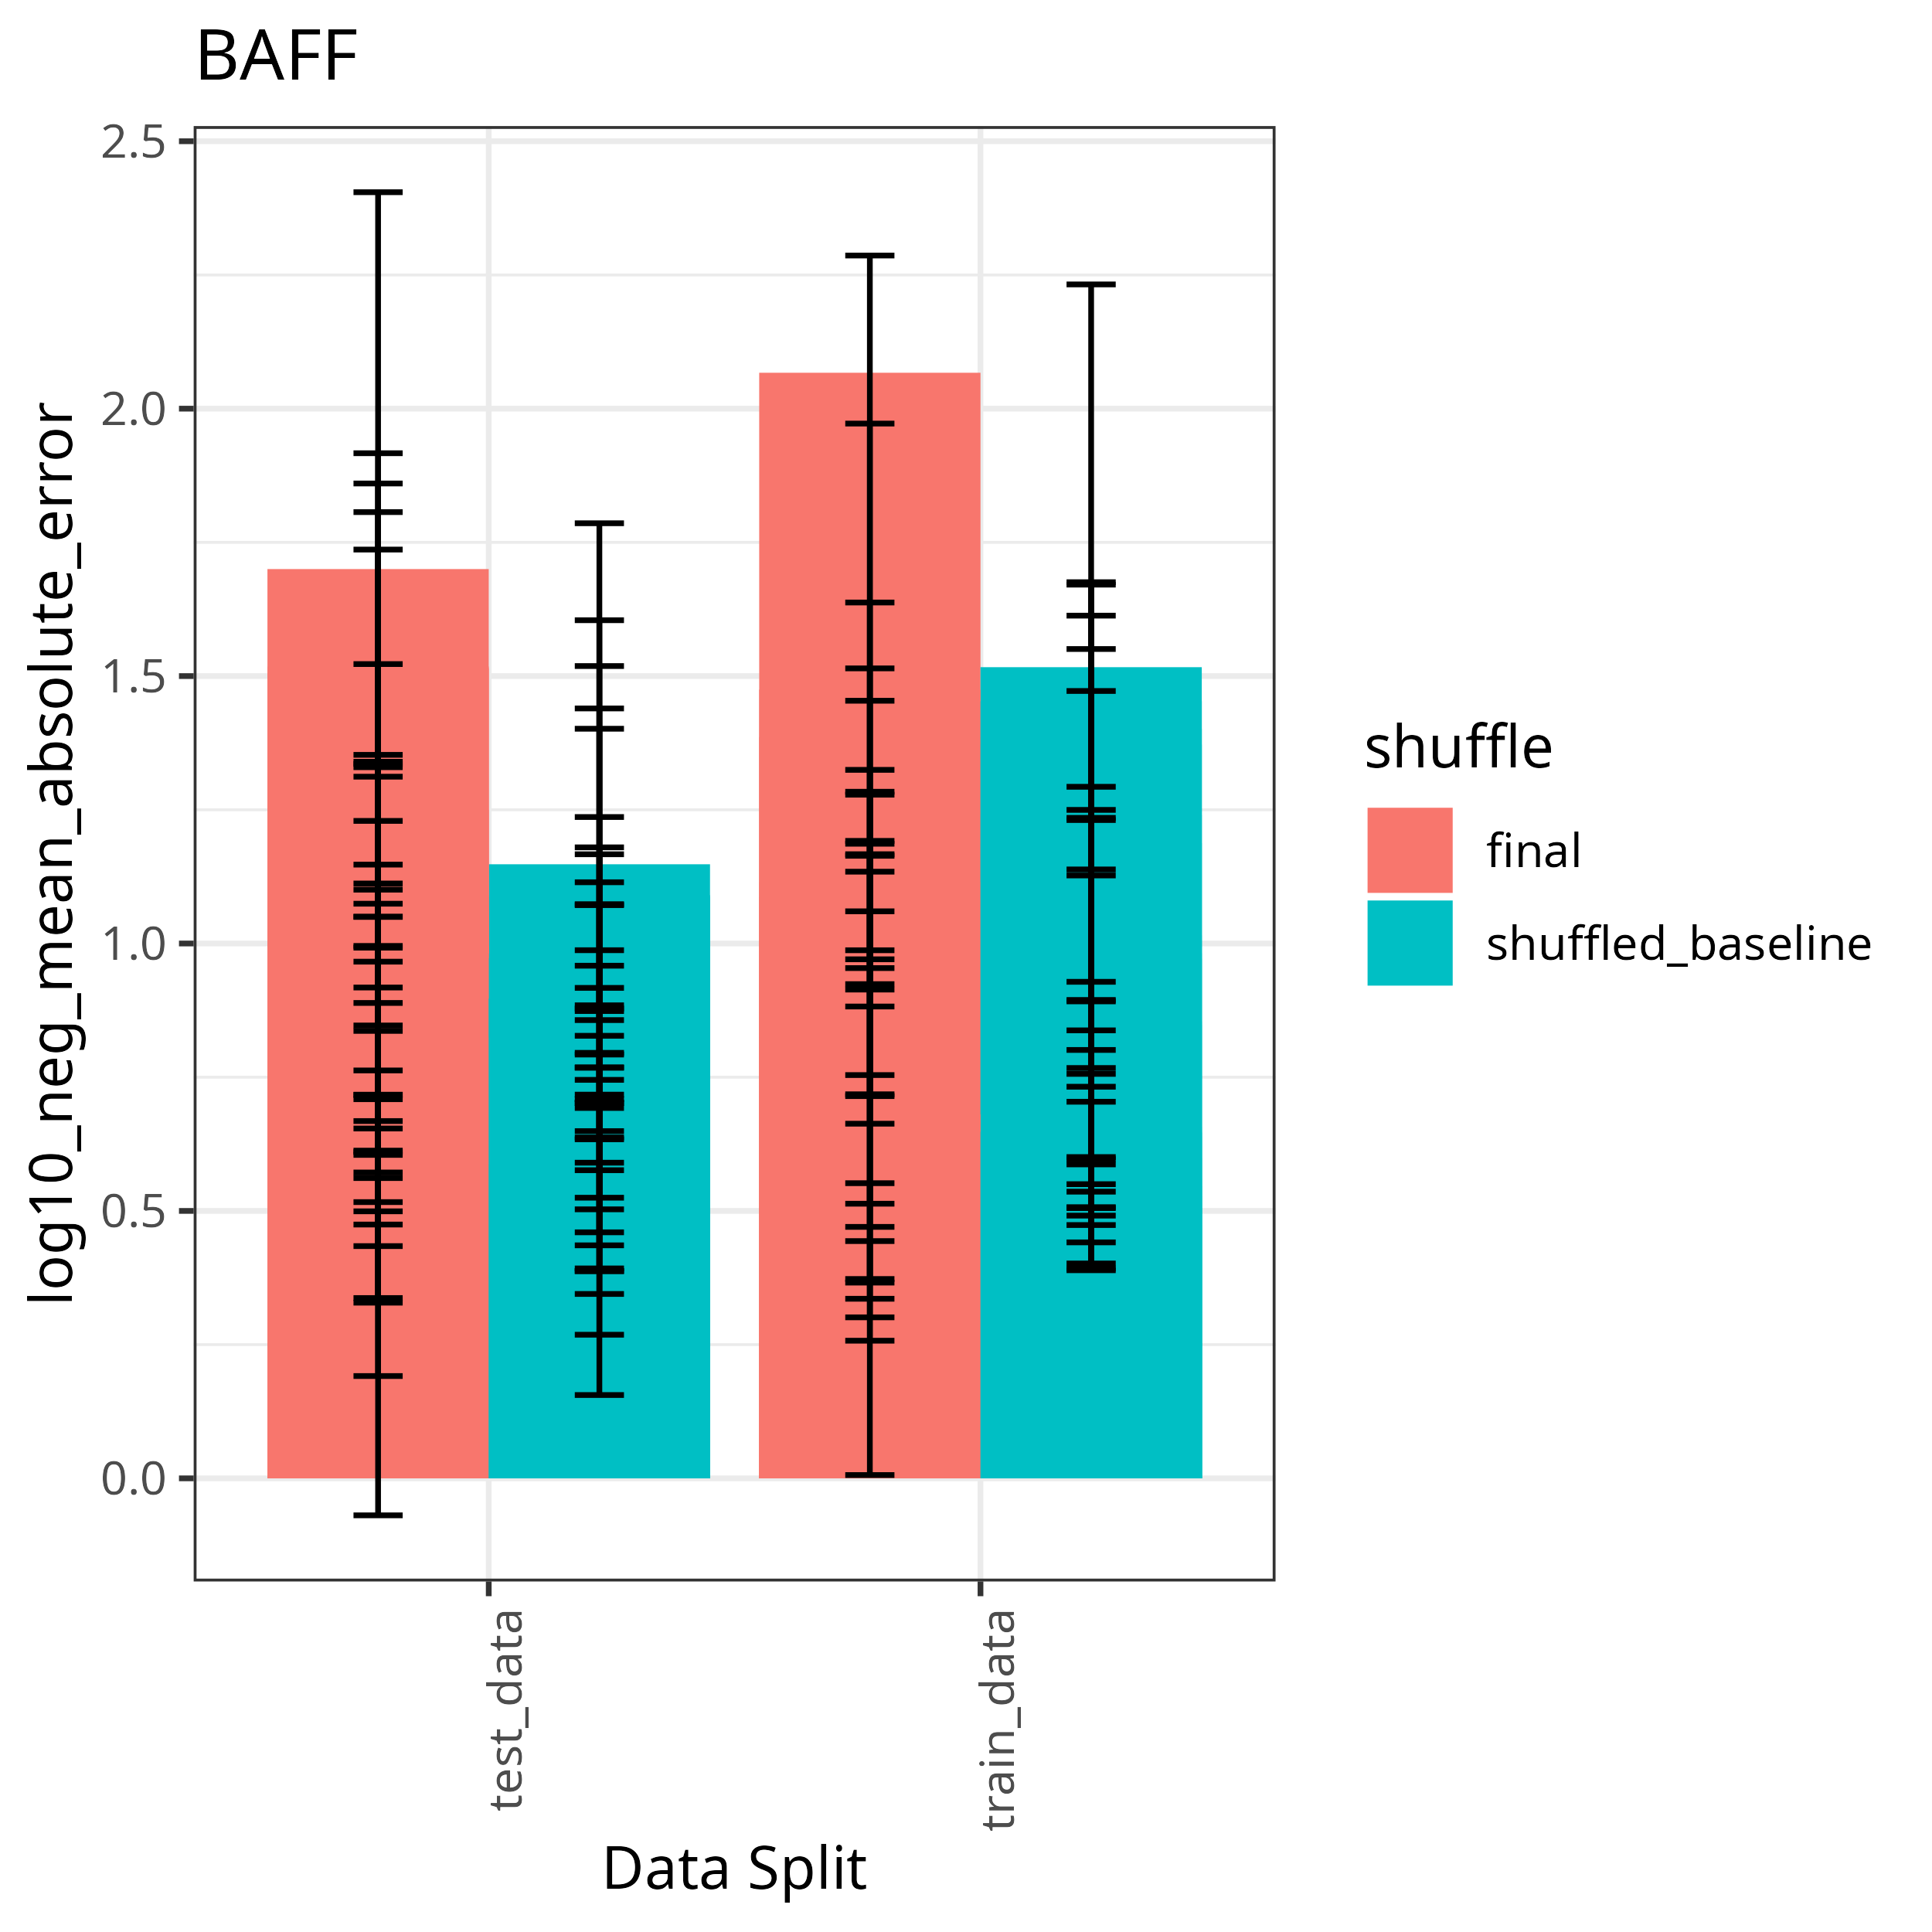 BAFF
log10_neg_mean_absolute_error
2.5
2.0
1.5
1.0
0.5
0.0
test_data
train_data
Data Split
shuffle
final
shuffled_baseline